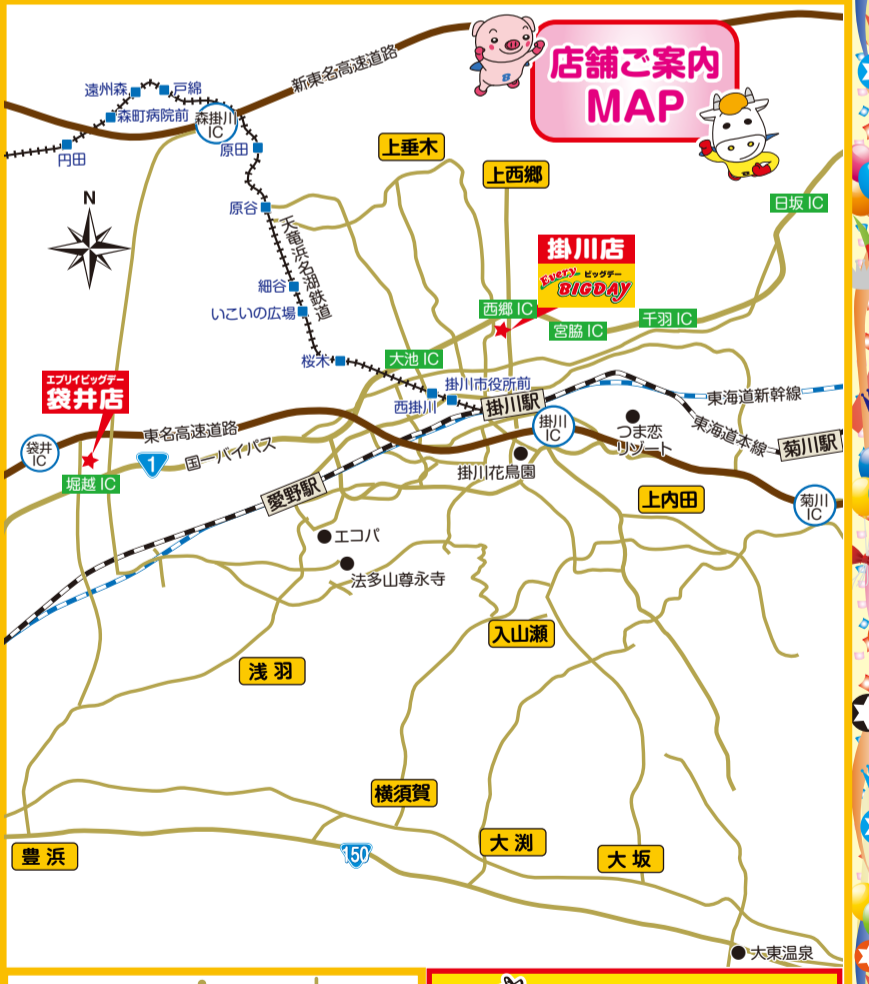 店舗ご案内
MAP
8
新東名高速道路
遠州森
戸綿
森町病院前
森掛川
IC
円田
原田
上垂木
上西郷
N
原谷
天竜浜名湖鉄道
日坂 IC
掛川店
Every ビッグデー
BIGDAY
細谷
いこいの広場
西郷 IC
千羽 IC
宮脇 IC
桜木
大池 IC
掛川市役所前
西掛川
掛川駅
東海道新幹線
エブリイビッグデー
袋井店
東名高速道路
掛川
IC
つま恋
リゾート
東海道本線
菊川駅
袋井
IC
1
国一バイパス
掛川花鳥園
堀越 IC
愛野駅
上内田
菊川
IC
エコパ
法多山尊永寺
入山瀬
浅羽
横須賀
大渕
豊浜
150
大坂
大東温泉